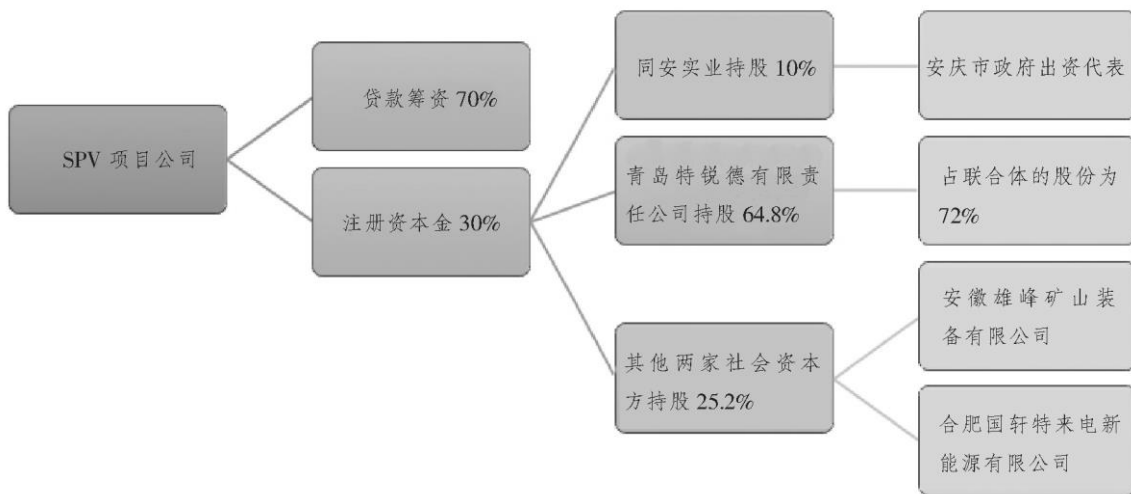 SPV 项目公司
贷款筹资 70%
注册资本金 30%
同安实业持股 10%
青岛特锐德有限责
任公司持股 64.8%
其他两家社会资本
方持股 25.2%
安庆市政府出资代表
占联合体的股份为
72%
安徽雄峰矿山装
备有限公司
合肥国轩特来电新
能源有限公司